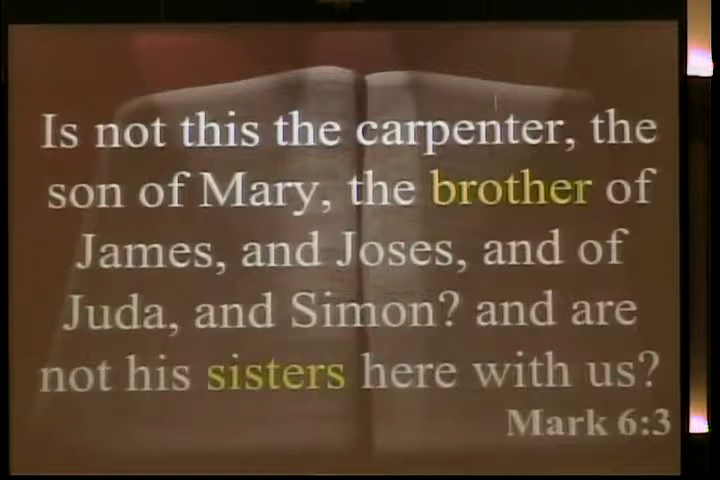 Is not this the carpenter, the
son of Mary, the brother of
James, and Joses, and of
Juda, and Simon? and are
not his sisters here with us?
Mark 6:3